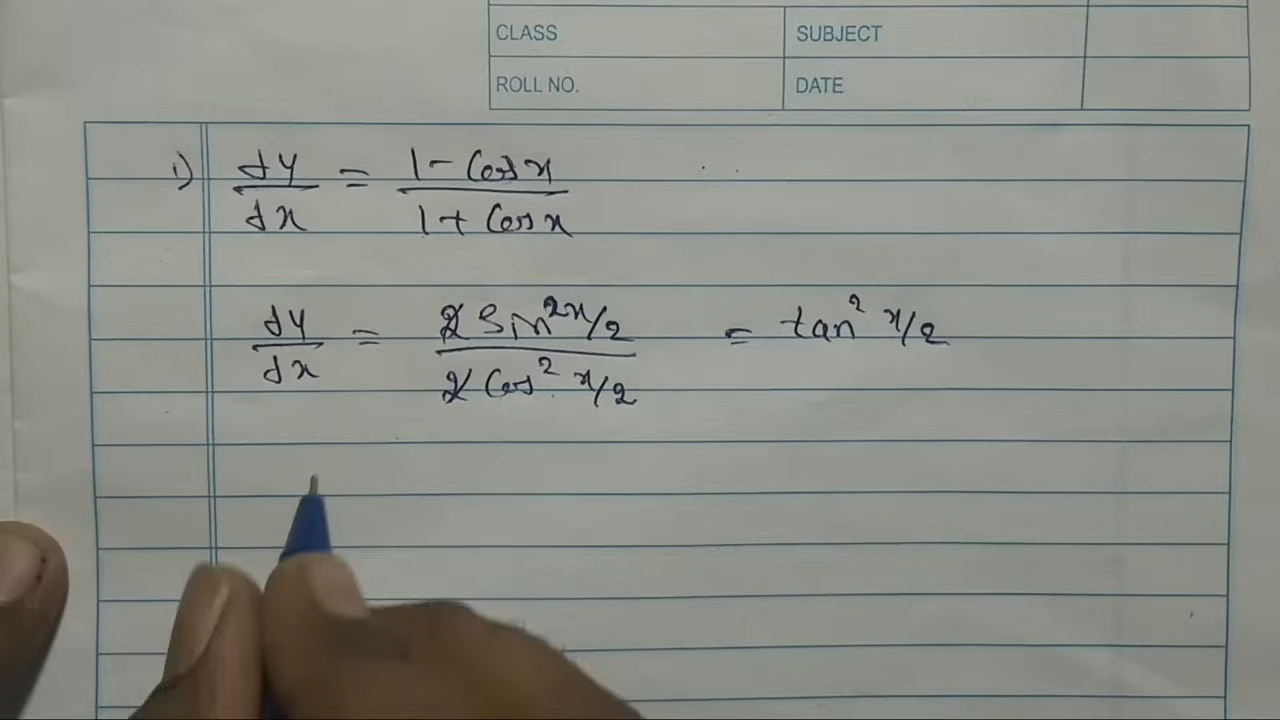 CLASS SUBJECT
ROLL NO. DATE
i) dy/dx = 1 - Cos x / 1 + Cos x
dy/dx = 2 Sin² x/2 / 2 Cos² x/2 = tan² x/2